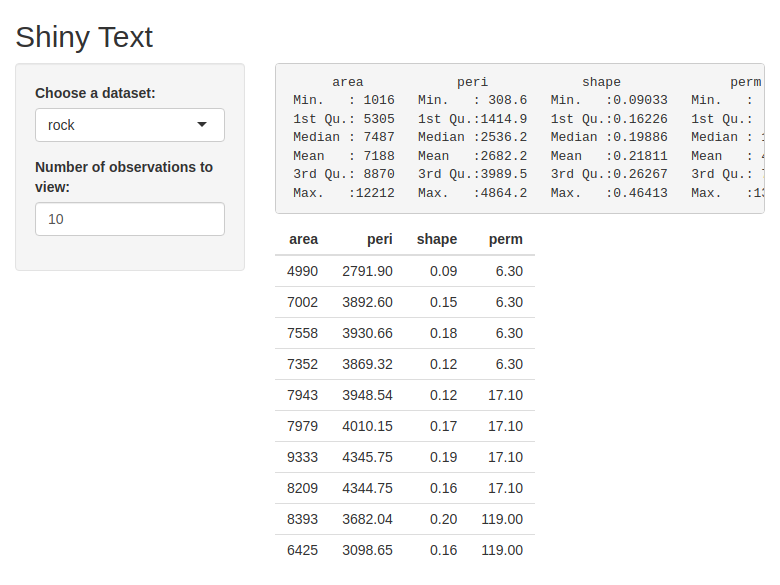 Shiny Text
Choose a dataset:
rock
Number of observations to
view:
10
area peri shape perm
Min. : 1016 Min. : 308.6 Min. :0.09033 Min. :
1st Qu.: 5305 1st Qu.:1414.9 1st Qu.:0.16226 1st Qu.:
Median : 7487 Median :2536.2 Median :0.19886 Median :
Mean : 7188 Mean :2682.2 Mean :0.21811 Mean :
3rd Qu.: 8870 3rd Qu.:3989.5 3rd Qu.:0.26267 3rd Qu.:
Max. :12212 Max. :4864.2 Max. :0.46413 Max. :
area peri shape perm
4990 2791.90 0.09 6.30
7002 3892.60 0.15 6.30
7558 3930.66 0.18 6.30
7352 3869.32 0.12 6.30
7943 3948.54 0.12 17.10
7979 4010.15 0.17 17.10
9333 4345.75 0.19 17.10
8209 4344.75 0.16 17.10
8393 3682.04 0.20 119.00
6425 3098.65 0.16 119.00